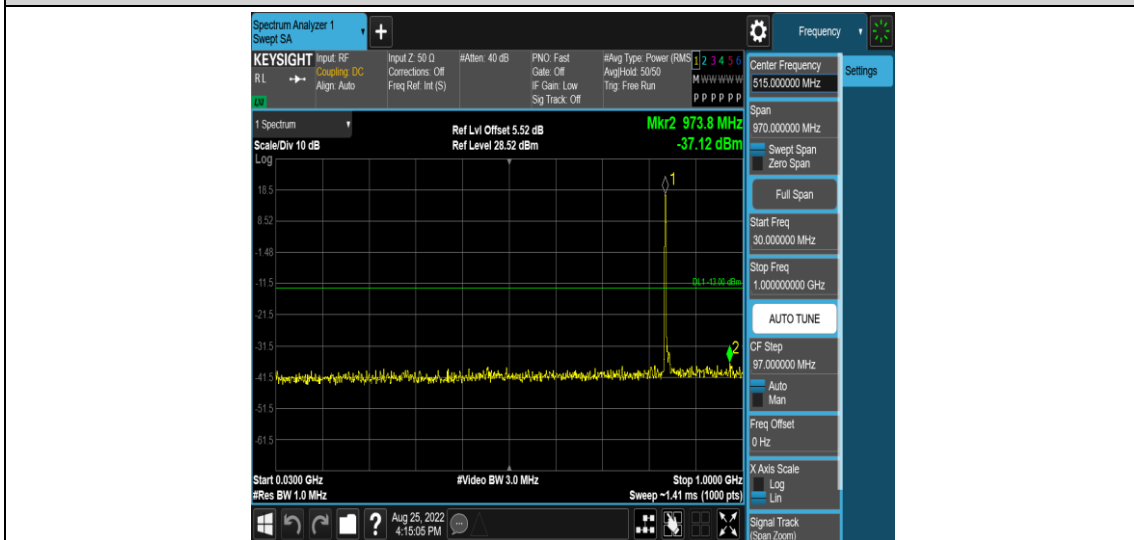 Spectrum Analyzer 1
Swept SA
+
Frequency
KEYSIGHT
RL
LXI
Input: RF
Coupling: DC
Align: Auto
Input Z: 50 Ω
Corrections: Off
Freq Ref: Int (S)
#Atten: 40 dB
PNO: Fast
Gate: Off
IF Gain: Low
Sig Track: Off
#Avg Type: Power (RMS
Avg|Hold: 50/50
Trig: Free Run
1 2 3 4 5 6
M W W W W W
P P P P P P
1 Spectrum
Scale/Div 10 dB
Log
Ref Lvl Offset 5.52 dB
Ref Level 28.52 dBm
Mkr2 973.8 MHz
-37.12 dBm
1
18.5
8.52
-1.48
-11.5
DL1 -13.00 dBm
-21.5
-31.5
2
-41.5
-51.5
-61.5
Start 0.0300 GHz
#Video BW 3.0 MHz
Stop 1.0000 GHz
#Res BW 1.0 MHz
Sweep ~1.41 ms (1000 pts)
?
Aug 25, 2022
4:15:05 PM
Center Frequency
515.000000 MHz
Settings
Span
970.000000 MHz
Swept Span
Zero Span
Full Span
Start Freq
30.000000 MHz
Stop Freq
1.000000000 GHz
AUTO TUNE
CF Step
97.000000 MHz
Auto
Man
Freq Offset
0 Hz
X Axis Scale
Log
Lin
Signal Track
(Span Zoom)